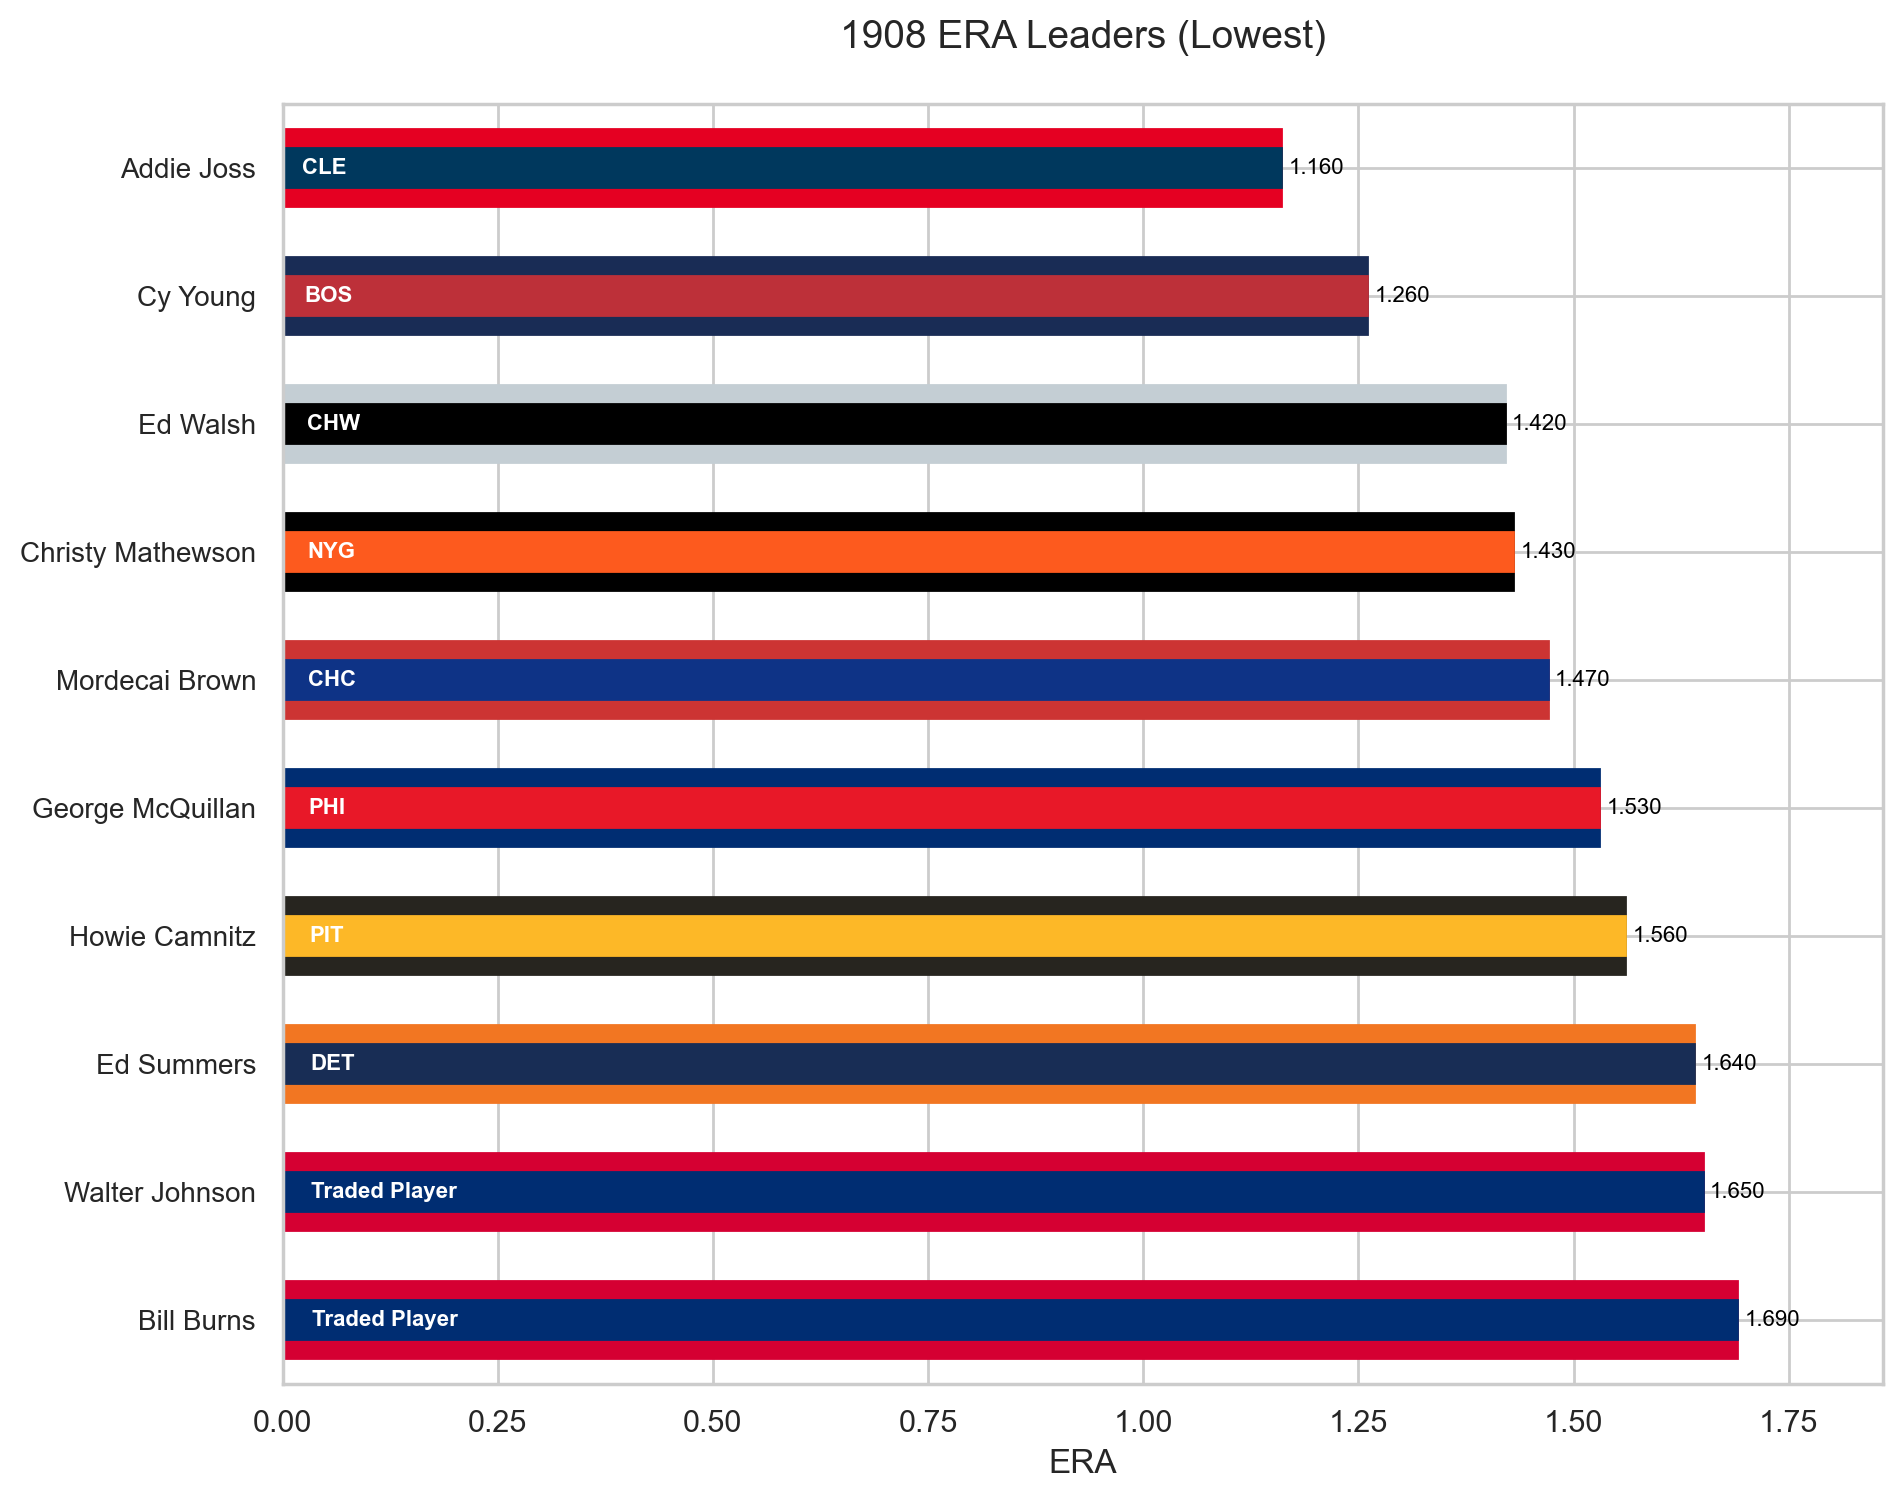 1908 ERA Leaders (Lowest)
Addie Joss CLE 1.160
Cy Young BOS 1.260
Ed Walsh CHW 1.420
Christy Mathewson NYG 1.430
Mordecai Brown CHC 1.470
George McQuillan PHI 1.530
Howie Camnitz PIT 1.560
Ed Summers DET 1.640
Walter Johnson Traded Player 1.650
Bill Burns Traded Player 1.690
0.00 0.25 0.50 0.75 1.00 1.25 1.50 1.75
ERA